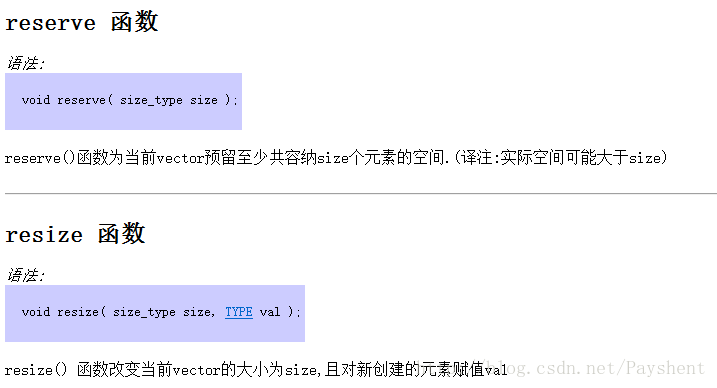 reserve 函数
语法:
void reserve( size_type size );
reserve()函数为当前vector预留至少共容纳size个元素的空间.(译注:实际空间可能大于size)
resize 函数
语法:
void resize( size_type size, TYPE val );
resize() 函数改变当前vector的大小为size,且对新创建的元素赋值val
blog.csdn.net/Payshent